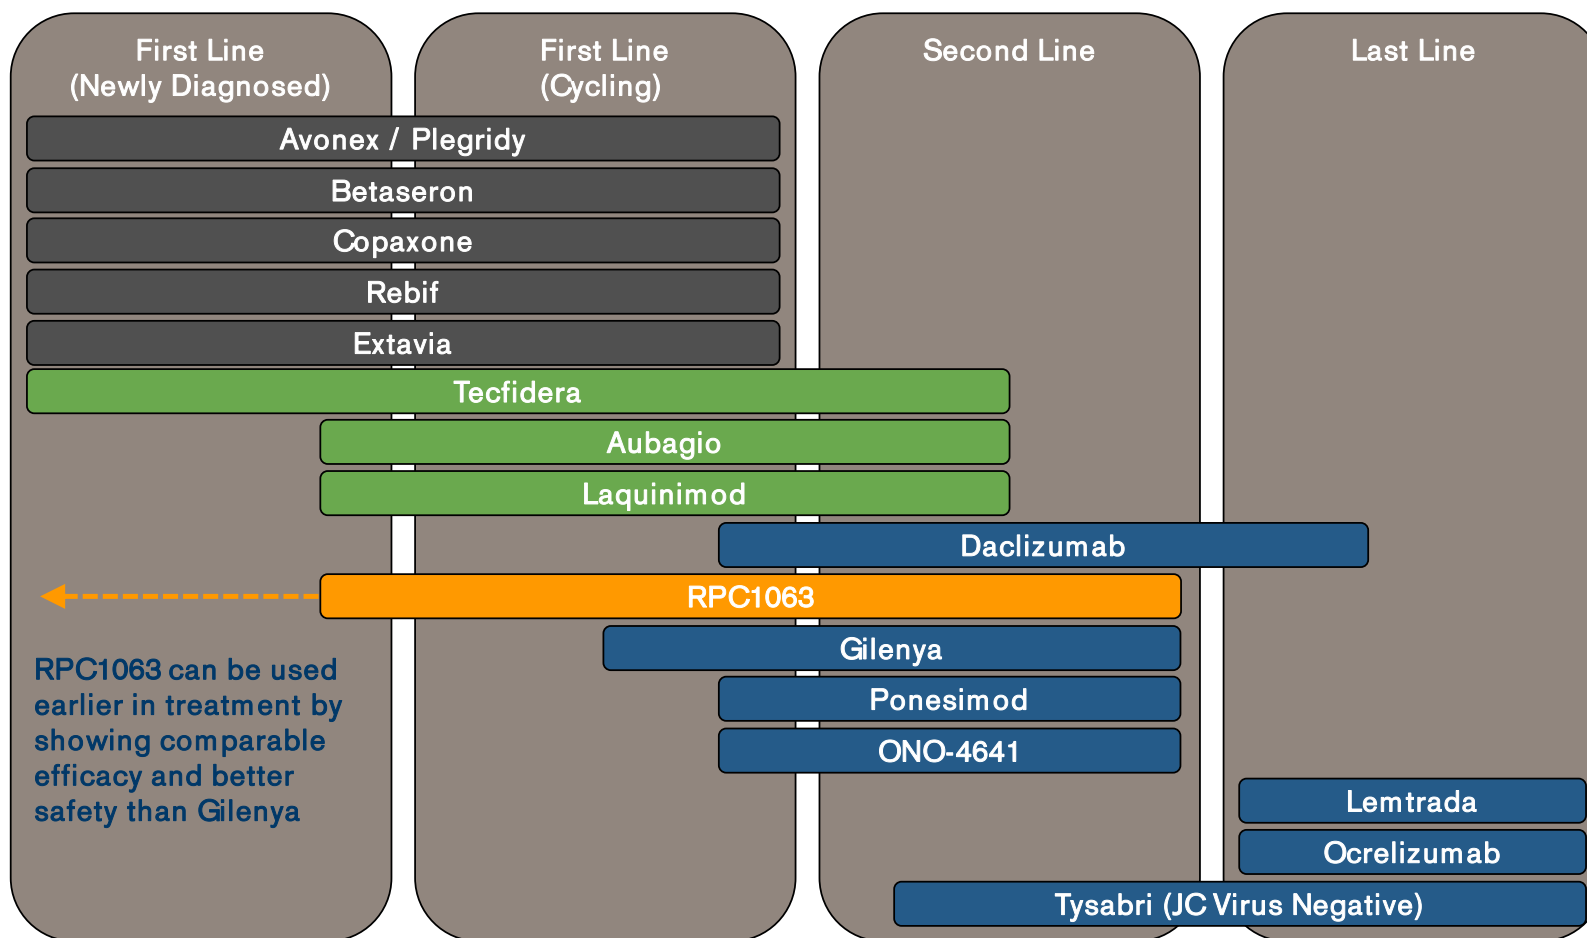 First Line
(Newly Diagnosed)
First Line
(Cycling)
Second Line
Last Line
Avonex / Plegridy
Betaseron
Copaxone
Rebif
Extavia
Tecfidera
Aubagio
Laquinimod
Daclizumab
RPC1063
Gilenya
RPC1063 can be used
earlier in treatment by
showing comparable
efficacy and better
safety than Gilenya
Ponesimod
ONO-4641
Lemtrada
Ocrelizumab
Tysabri (JC Virus Negative)